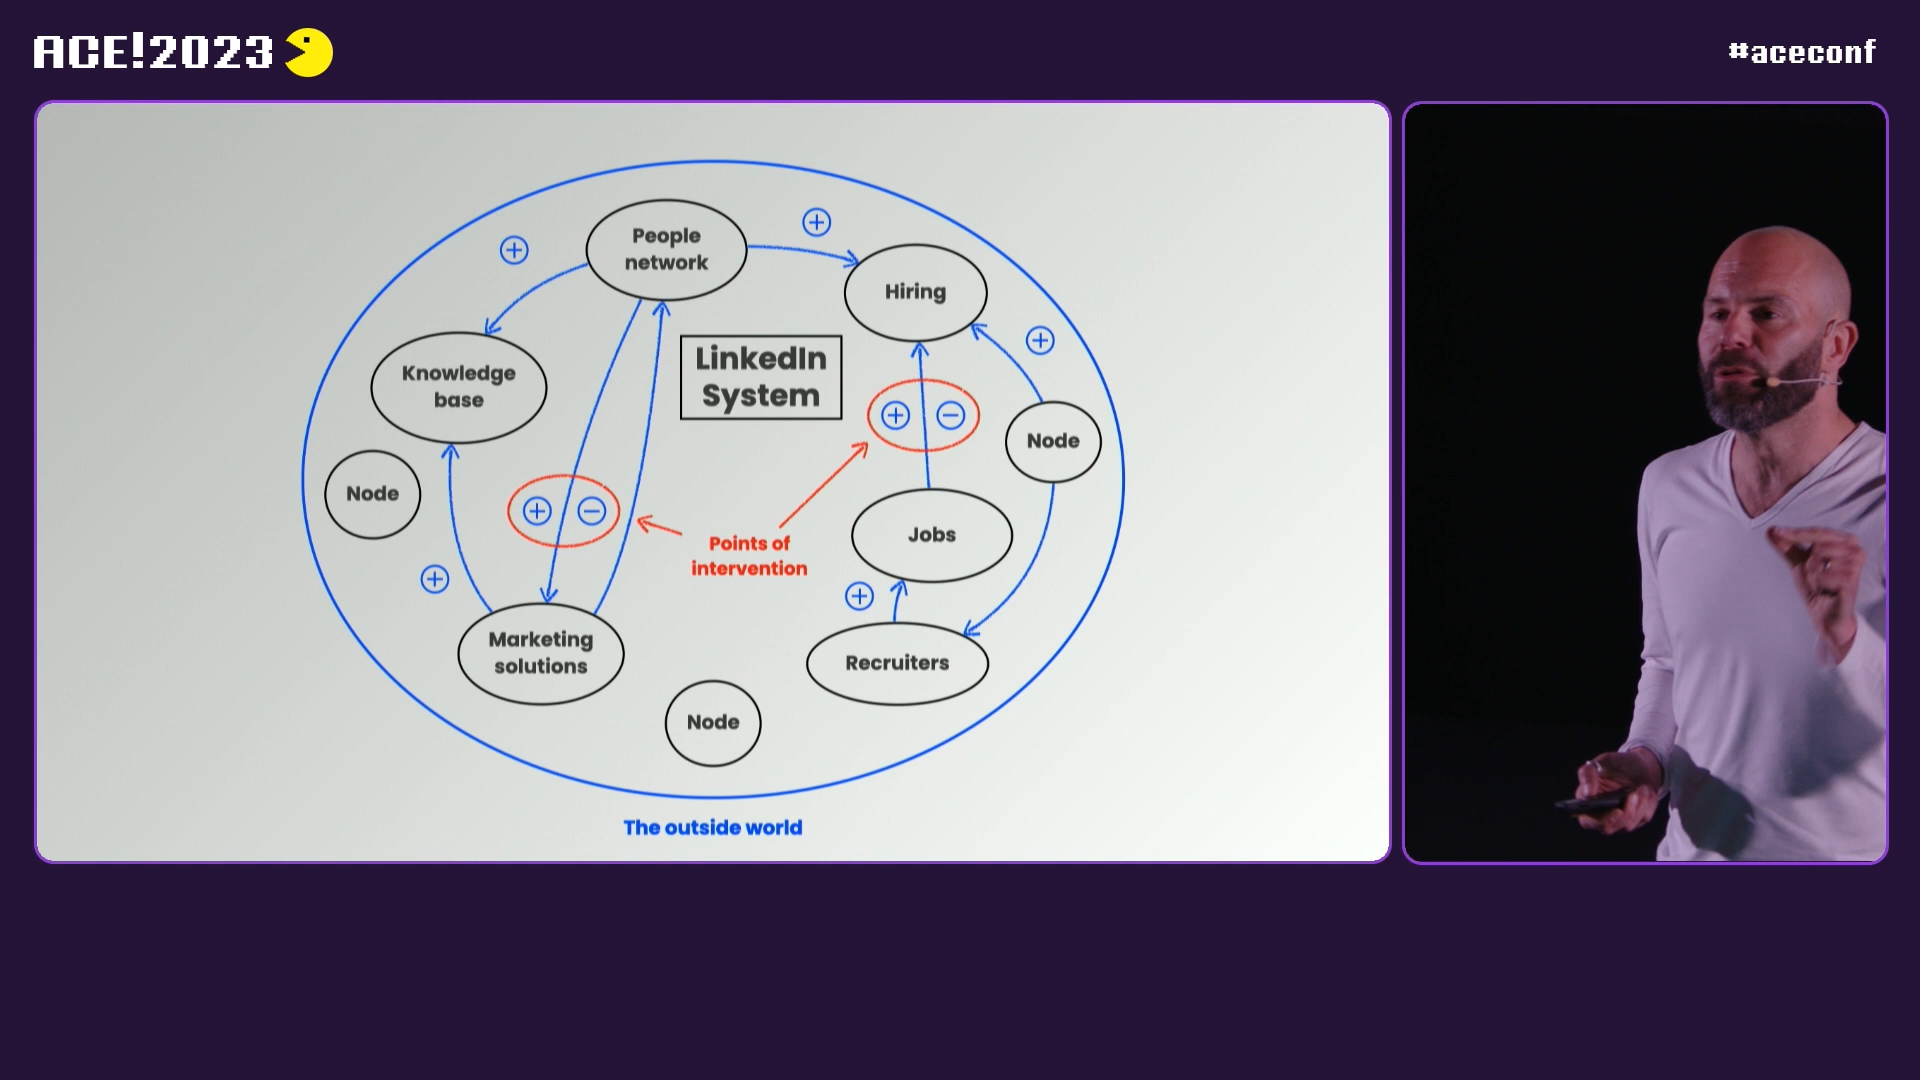 ACE!2023
#aceconf
People
network
Hiring
LinkedIn
System
Knowledge
base
Node
Node
Jobs
Points of
intervention
Marketing
solutions
Recruiters
Node
The outside world